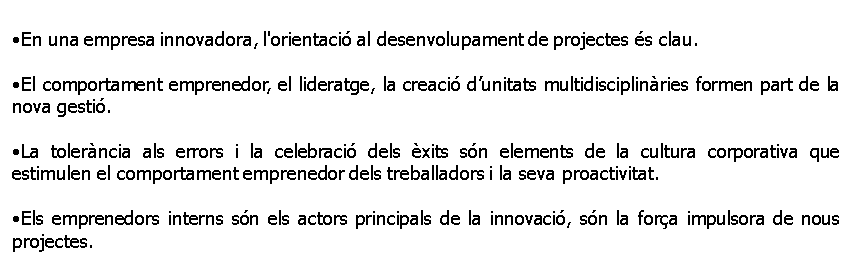 •En una empresa innovadora, l'orientació al desenvolupament de projectes és clau.
•El comportament emprenedor, el lideratge, la creació d’unitats multidisciplinàries formen part de la
nova gestió.
•La tolerància als errors i la celebració dels èxits són elements de la cultura corporativa que
estimulen el comportament emprenedor dels treballadors i la seva proactivitat.
•Els emprenedors interns són els actors principals de la innovació, són la força impulsora de nous
projectes.